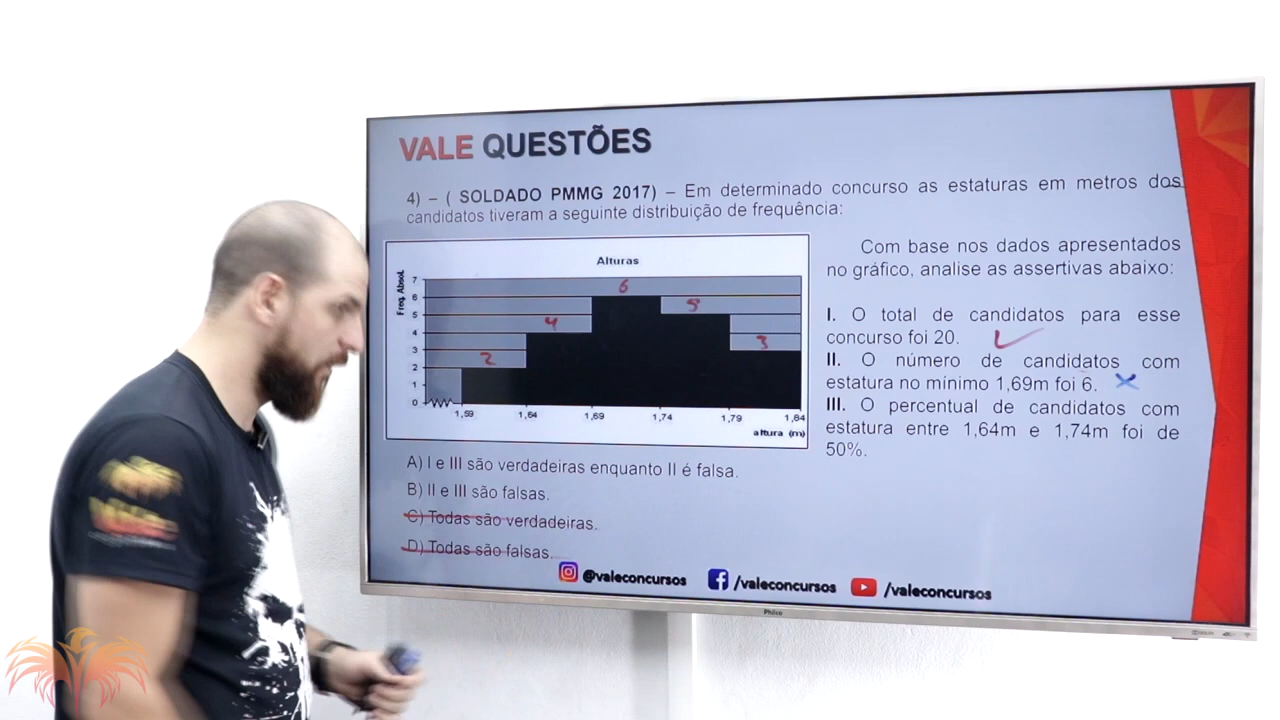 VALE QUESTÕES
4) – ( SOLDADO PMMG 2017) – Em determinado concurso as estaturas em metros dos
candidatos tiveram a seguinte distribuição de frequência:
Alturas
Freq. Absol.
7
6
5
4
3
2
1
0
2
4
6
5
3
1,59 1,64 1,69 1,74 1,79 1,84
altura (m)
Com base nos dados apresentados
no gráfico, analise as assertivas abaixo:
I. O total de candidatos para esse
concurso foi 20.
II. O número de candidatos com
estatura no mínimo 1,69m foi 6.
III. O percentual de candidatos com
estatura entre 1,64m e 1,74m foi de
50%.
A) I e III são verdadeiras enquanto II é falsa.
B) II e III são falsas.
C) Todas são verdadeiras.
D) Todas são falsas.
@valeconcursos /valeconcursos /valeconcursos
Philco